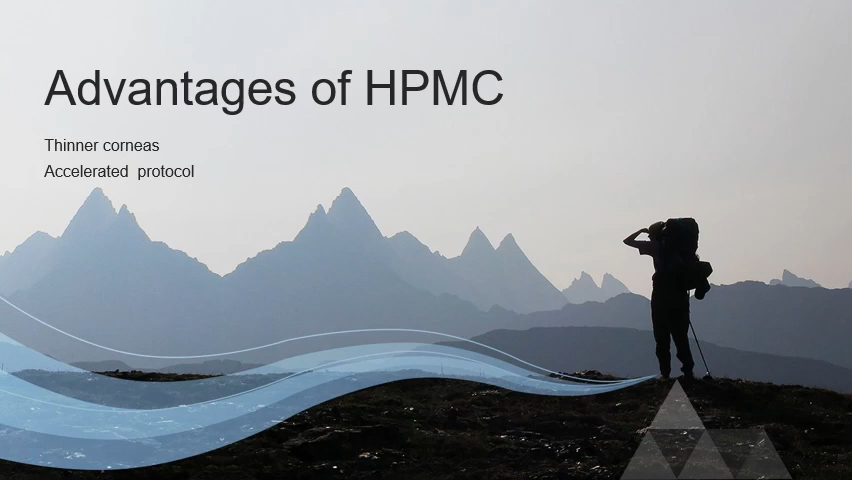 Advantages of HPMC
Thinner corneas
Accelerated  protocol